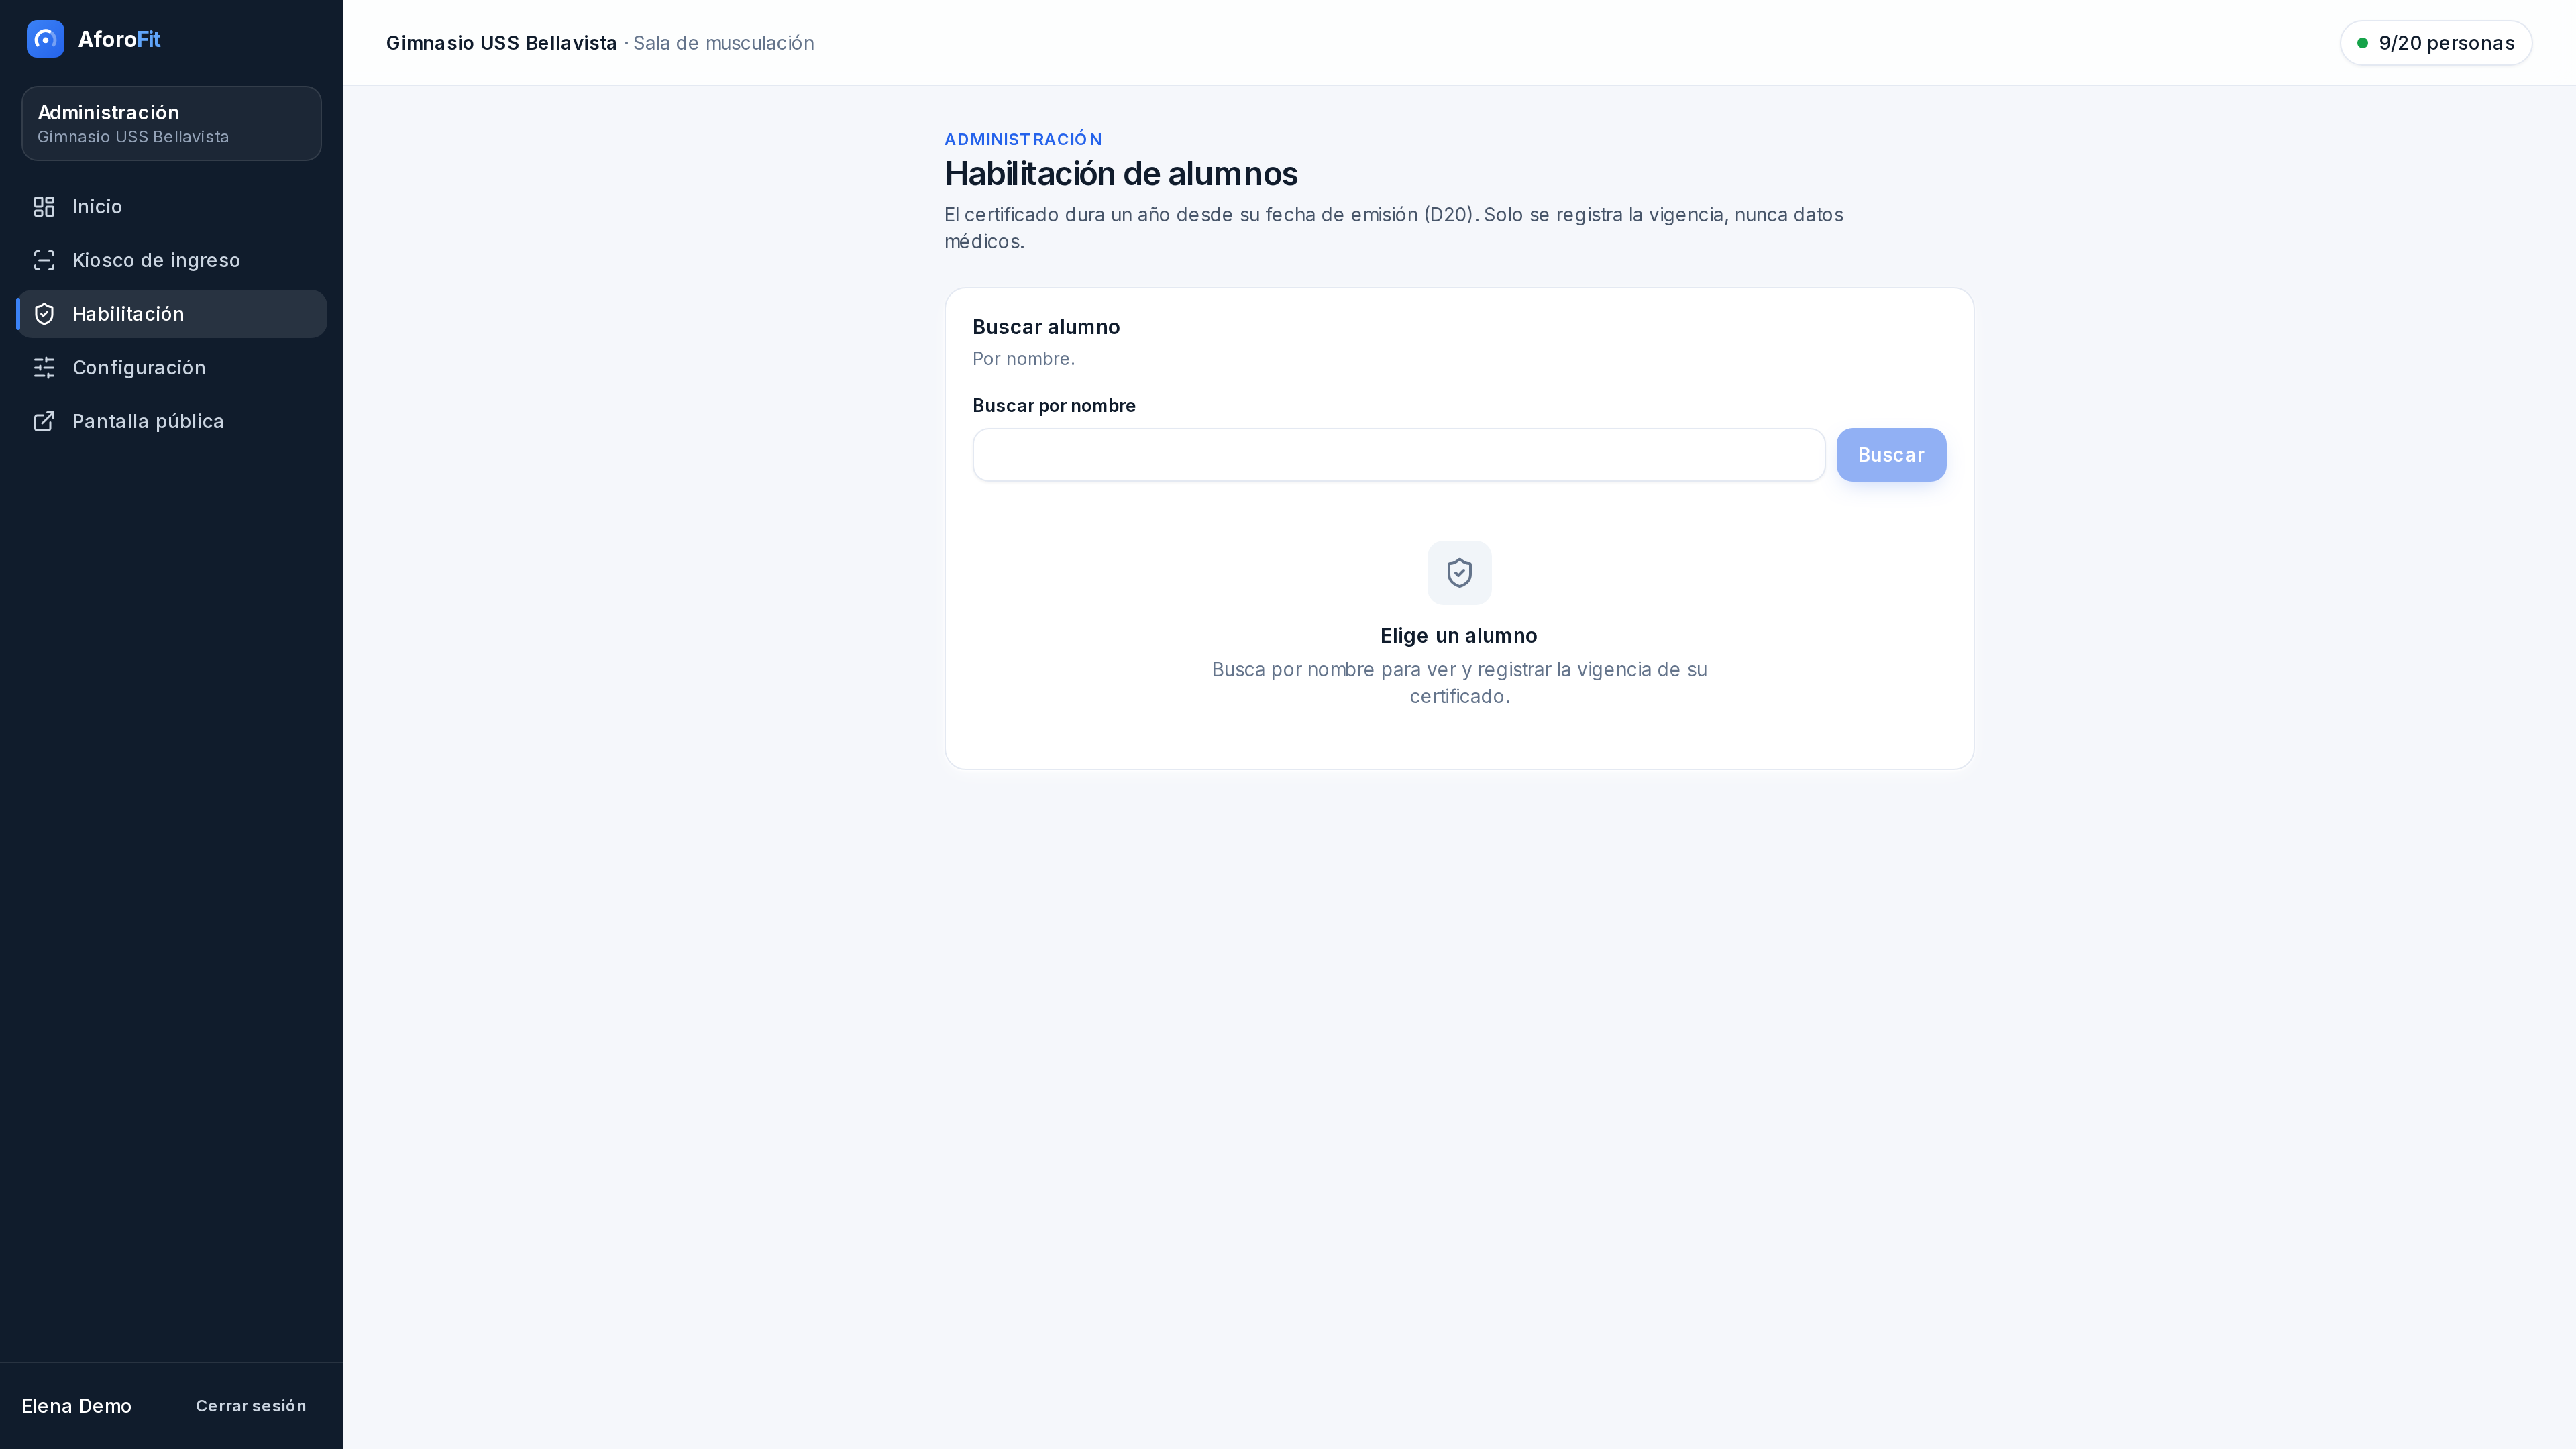 AforoFit
Administración
Gimnasio USS Bellavista
Inicio
Kiosco de ingreso
Habilitación
Configuración
Pantalla pública
Elena Demo
Cerrar sesión
Gimnasio USS Bellavista · Sala de musculación
9/20 personas
ADMINISTRACIÓN
Habilitación de alumnos
El certificado dura un año desde su fecha de emisión (D20). Solo se registra la vigencia, nunca datos
médicos.
Buscar alumno
Por nombre.
Buscar por nombre
Buscar
Elige un alumno
Busca por nombre para ver y registrar la vigencia de su
certificado.